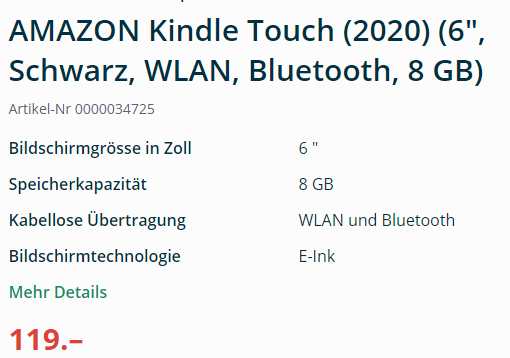 AMAZON Kindle Touch (2020) (6",
Schwarz, WLAN, Bluetooth, 8 GB)
Artikel-Nr 0000034725
Bildschirmgrösse in Zoll 6 "
Speicherkapazität 8 GB
Kabellose Übertragung WLAN und Bluetooth
Bildschirmtechnologie E-Ink
Mehr Details
119.–